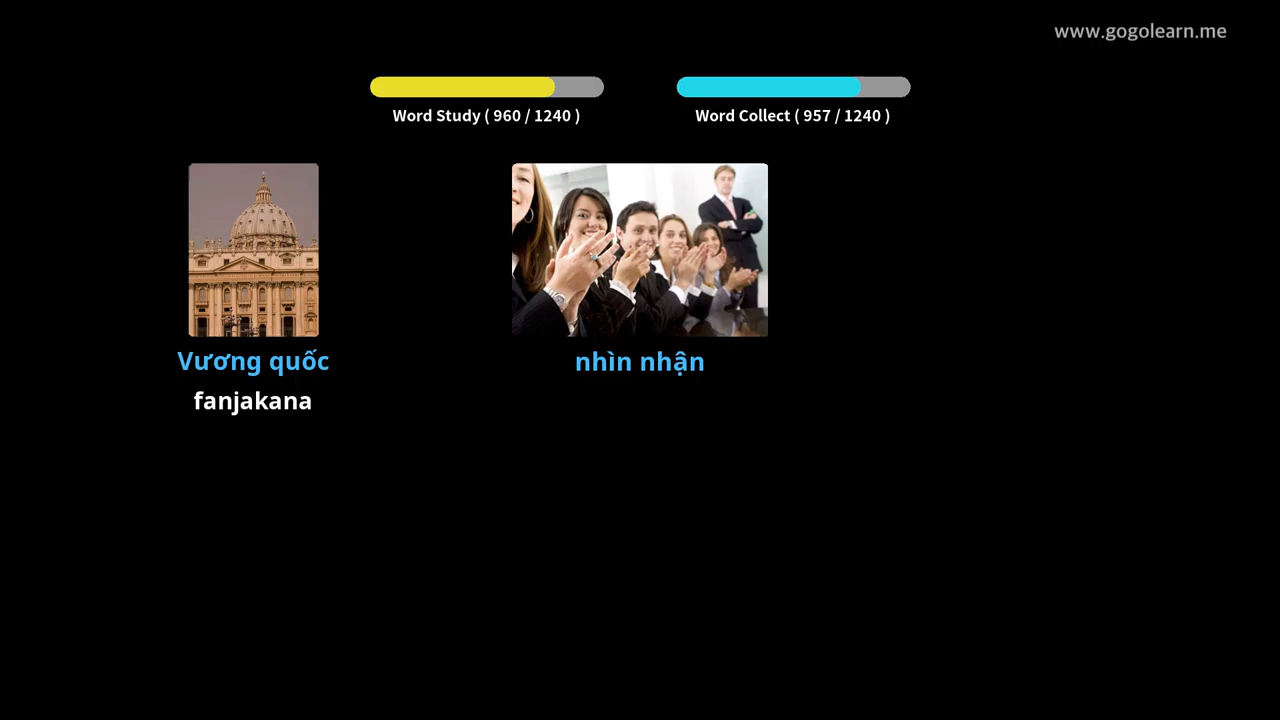 www.gogolearn.me
Word Study ( 960 / 1240 )
Word Collect ( 957 / 1240 )
Vương quốc
nhìn nhận
fanjakana